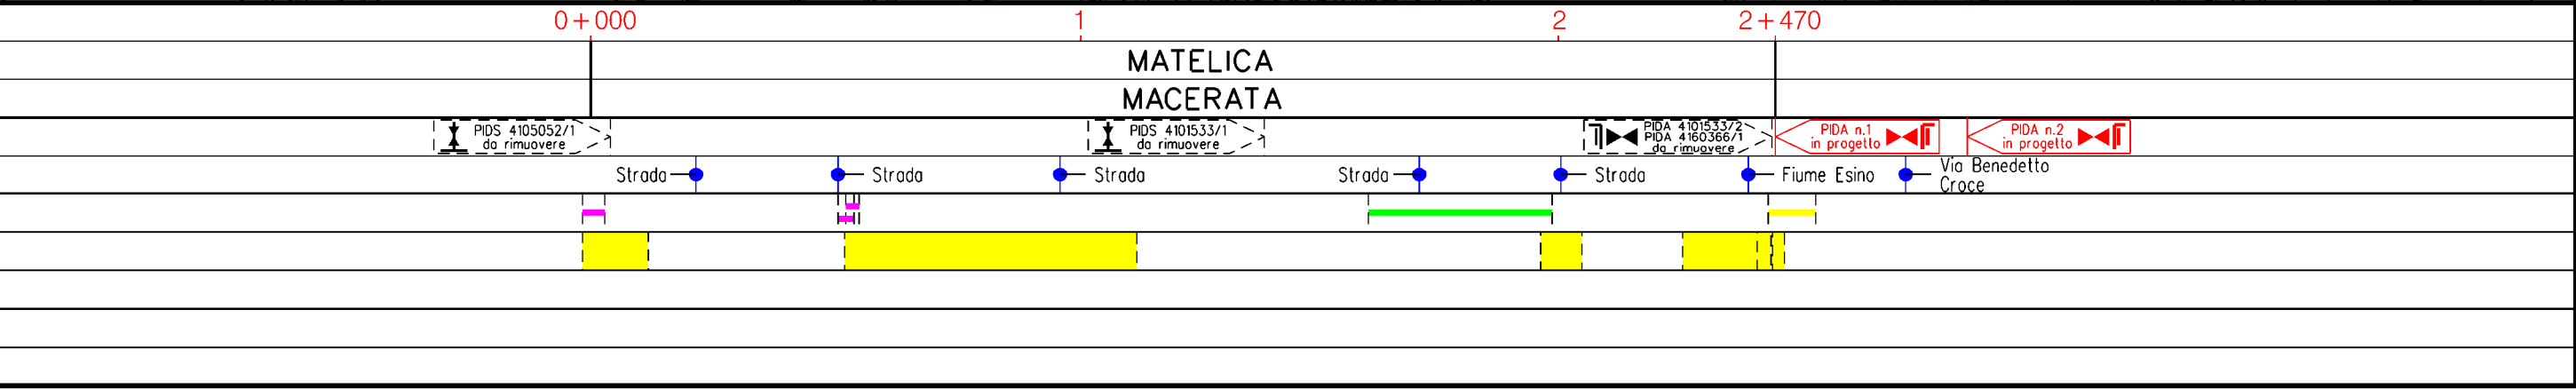 0+000 1 2 2+470
MATELICA
MACERATA
PIDS 4105052/1
da rimuovere
PIDS 4101533/1
da rimuovere
PIDA 4101533/2
PIDA 4160366/1
da rimuovere
PIDA n.1
in progetto
PIDA n.2
in progetto
Strada
Strada
Strada
Strada
Strada
Fiume Esino
Via Benedetto
Croce